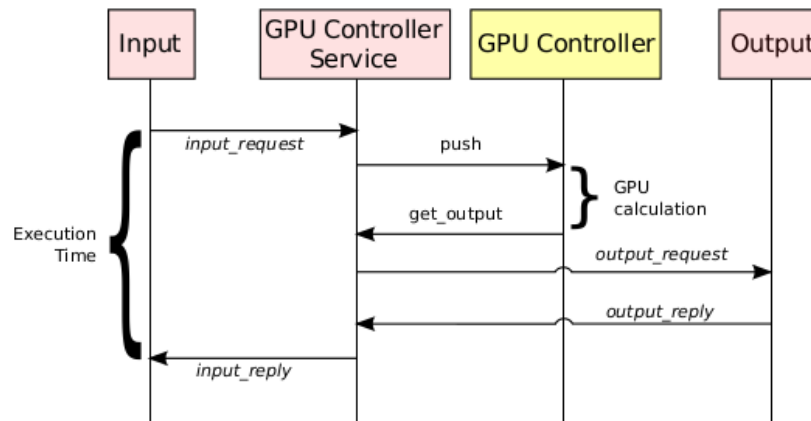 Input
GPU Controller
Service
GPU Controller
Output
input_request
push
GPU
calculation
get_output
Execution
Time
output_request
output_reply
input_reply